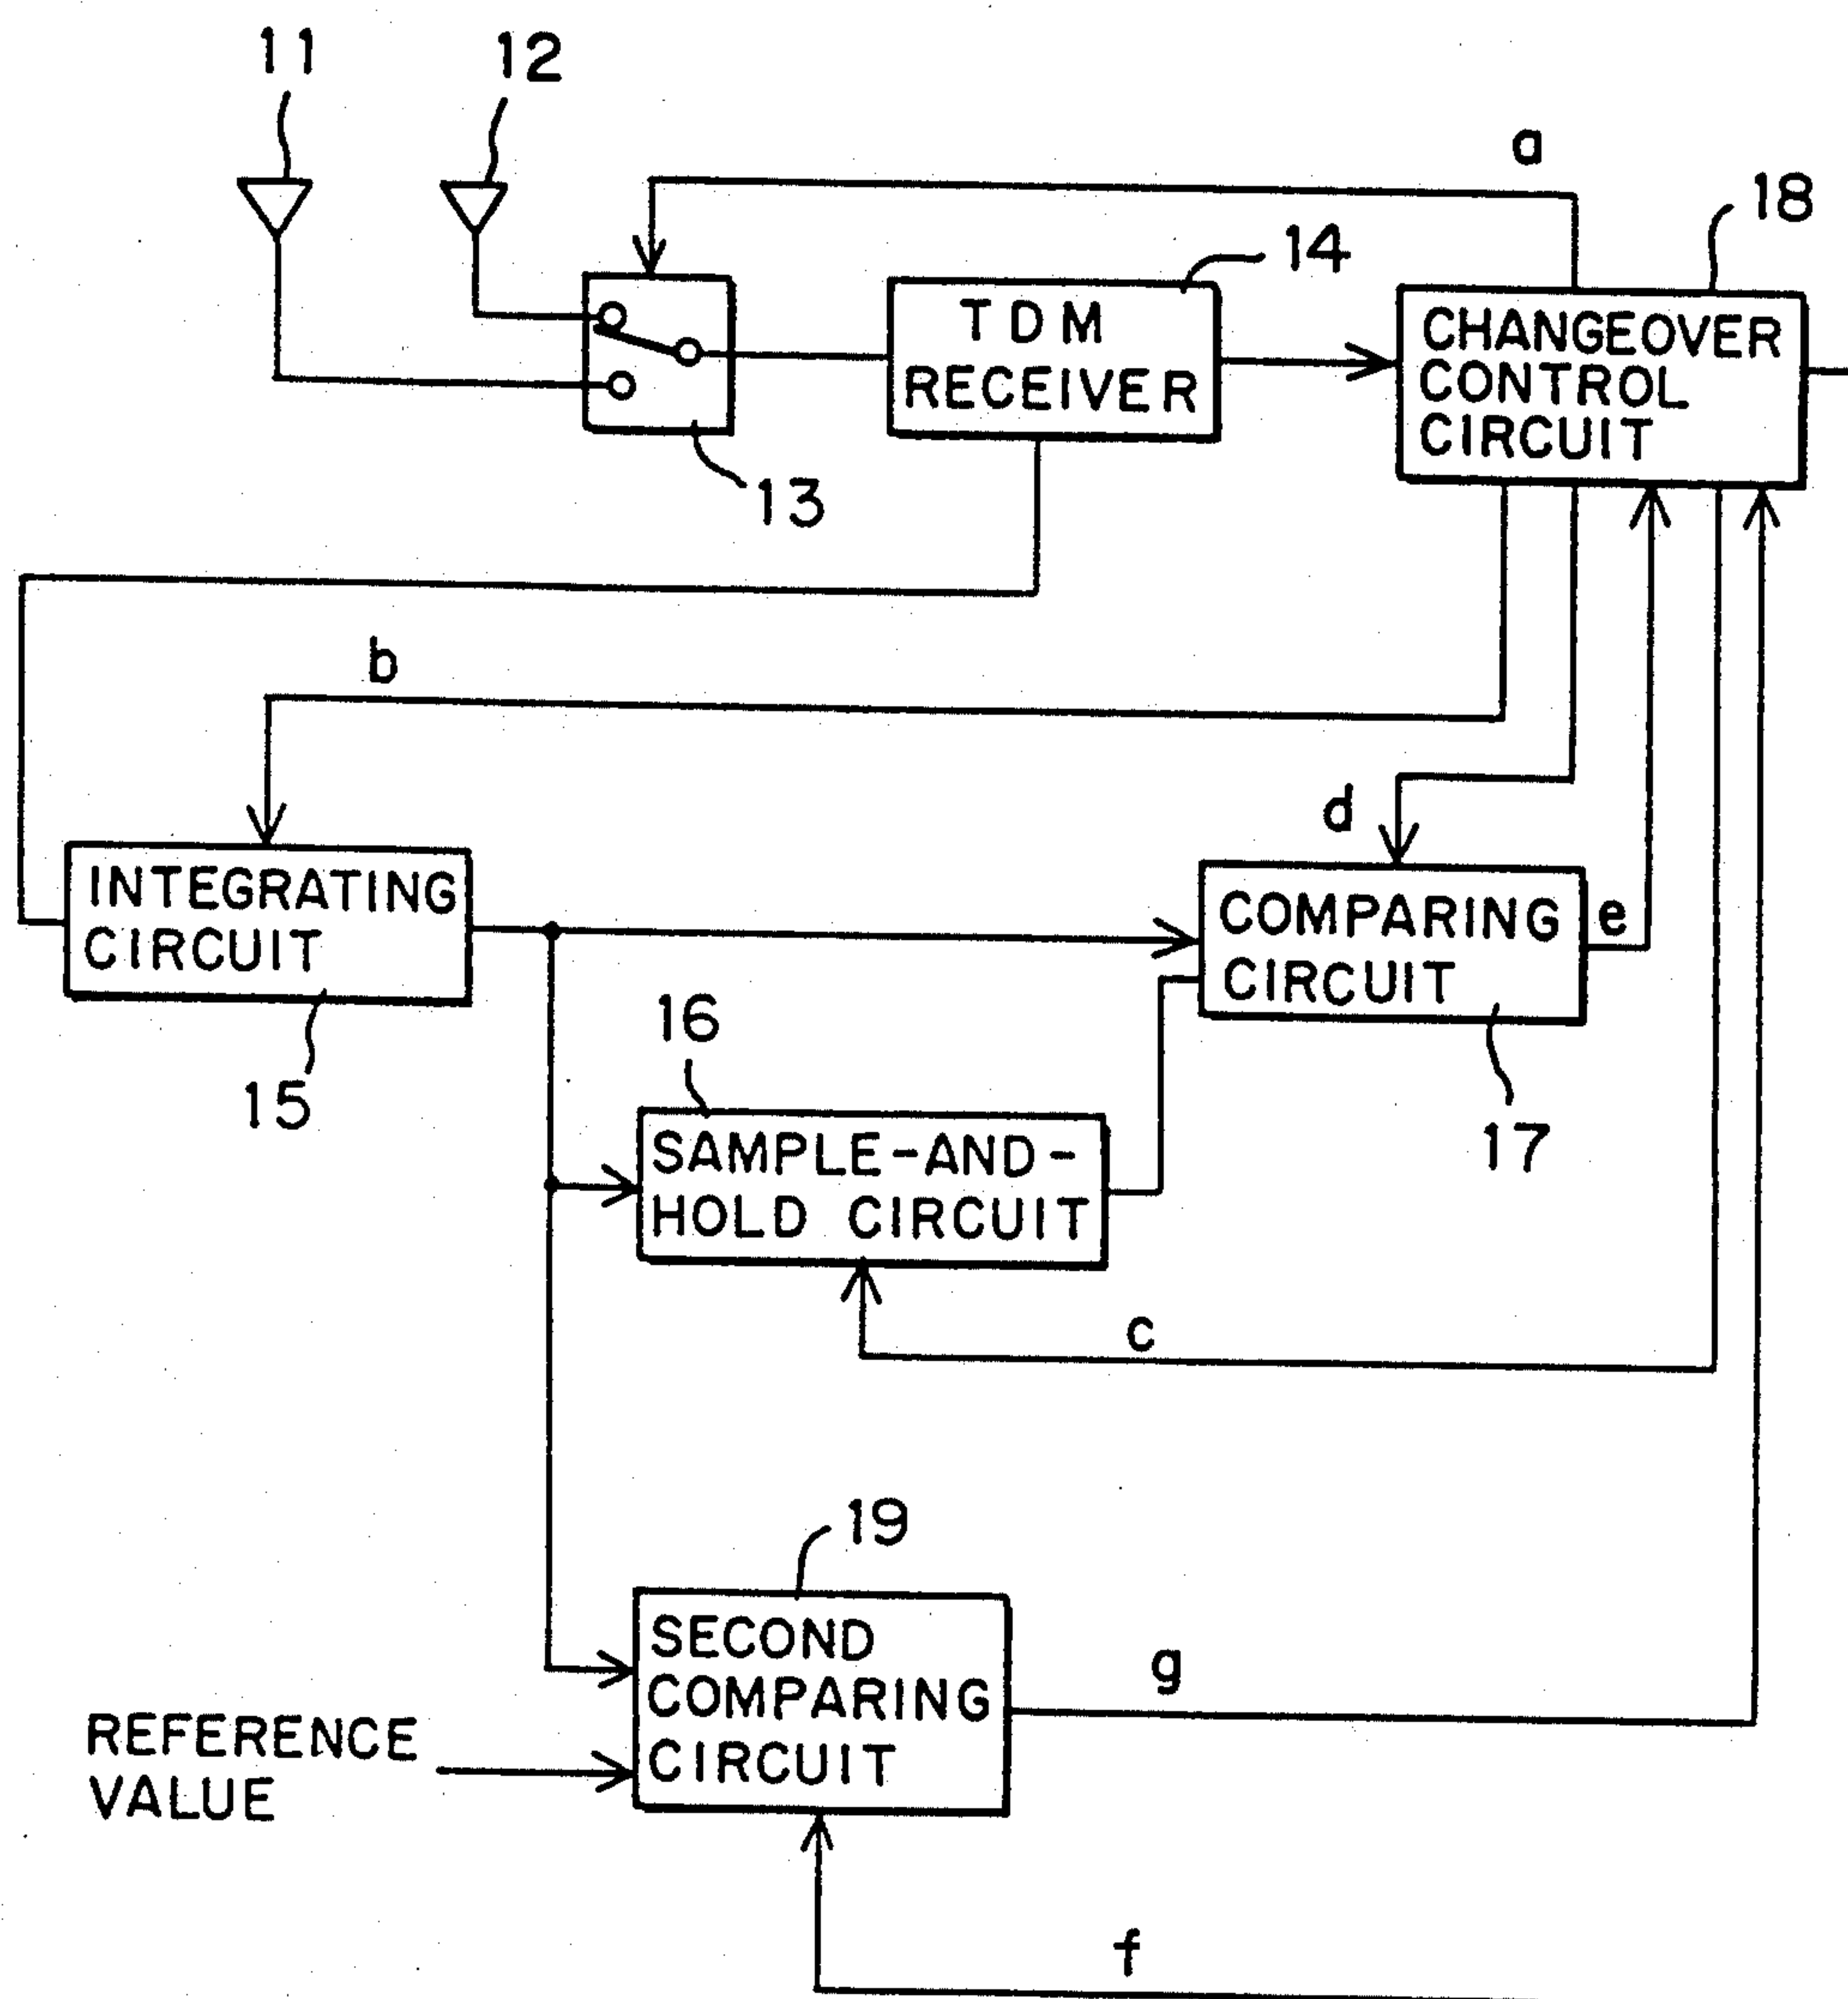 11
12
a
18
14
TDM
RECEIVER
CHANGEOVER
CONTROL
CIRCUIT
13
b
d
INTEGRATING
CIRCUIT
COMPARING
CIRCUIT
e
16
15
17
SAMPLE-AND-
HOLD CIRCUIT
c
19
SECOND
COMPARING
CIRCUIT
g
REFERENCE
VALUE
f